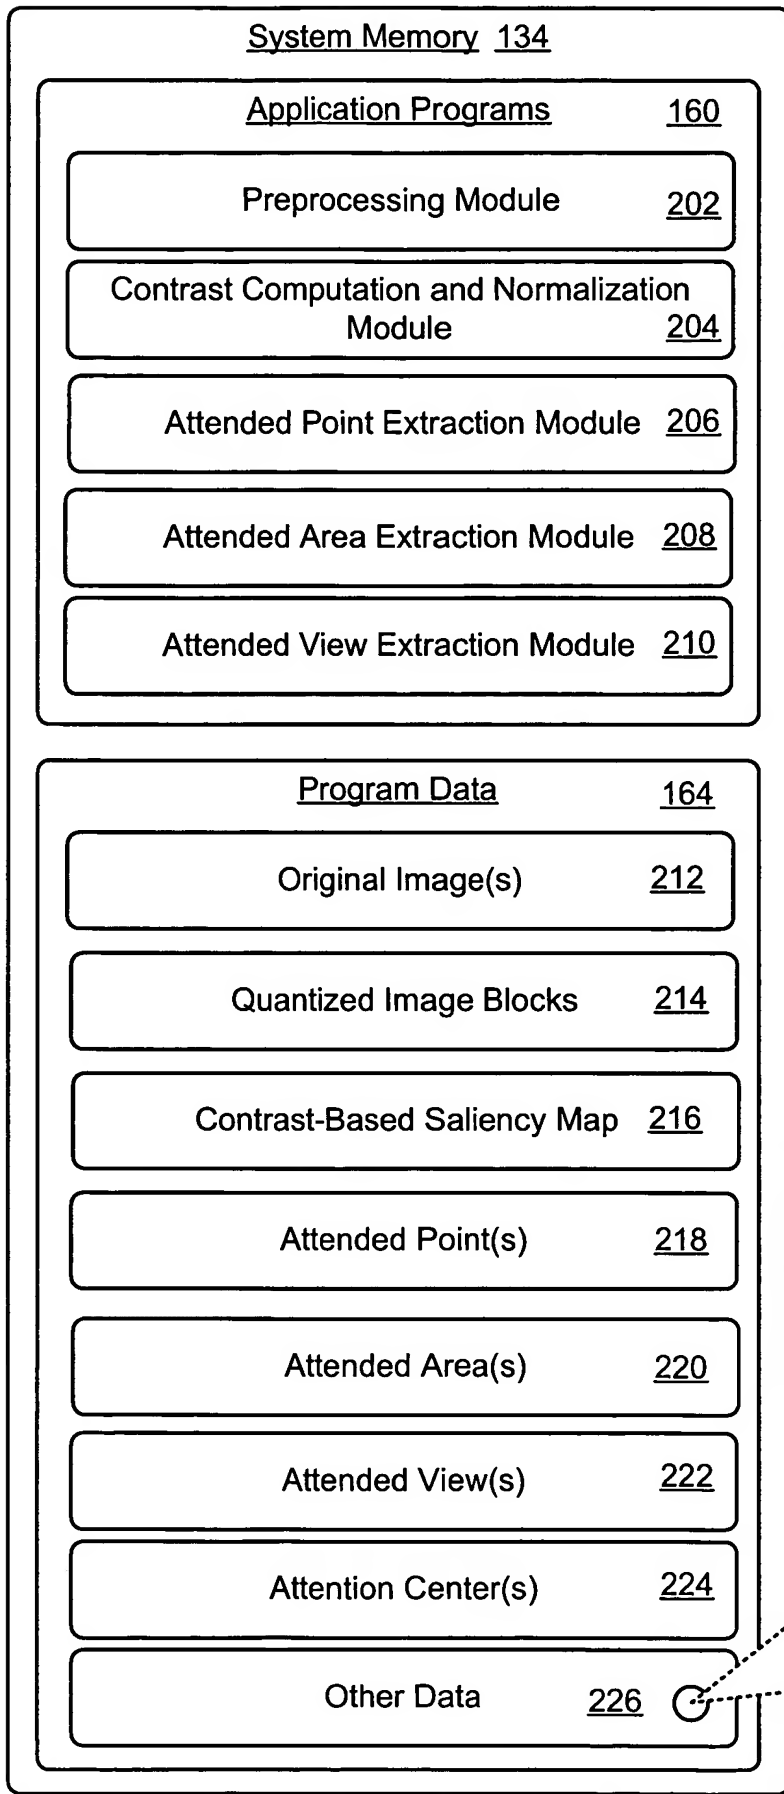 System Memory 134
Application Programs 160
Preprocessing Module 202
Contrast Computation and Normalization
Module 204
Attended Point Extraction Module 206
Attended Area Extraction Module 208
Attended View Extraction Module 210
Program Data 164
Original Image(s) 212
Quantized Image Blocks 214
Contrast-Based Saliency Map 216
Attended Point(s) 218
Attended Area(s) 220
Attended View(s) 222
Attention Center(s) 224
Other Data 226